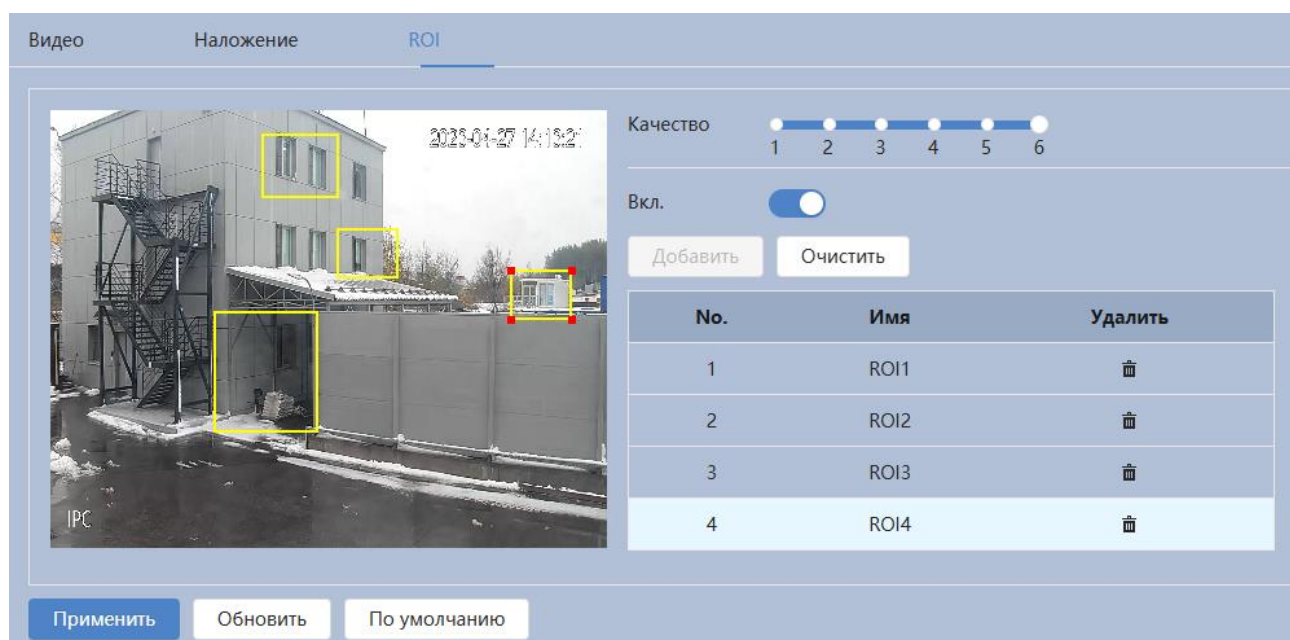 Видео Наложение ROI
Качество
1 2 3 4 5 6
Вкл.
Добавить Очистить
No. Имя Удалить
1 ROI1
2 ROI2
3 ROI3
4 ROI4
IPC
Применить Обновить По умолчанию